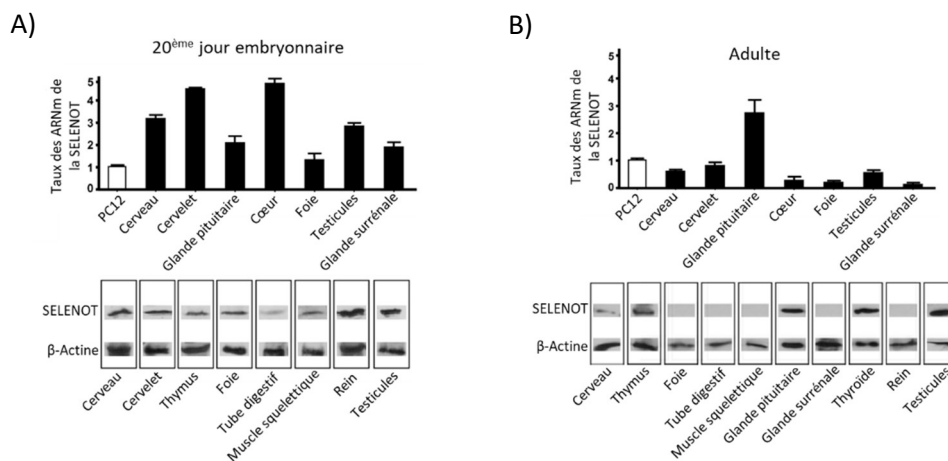 A)
20ème jour embryonnaire
Taux des ARNm de
la SELENOT
5
4
3
2
1
0
PC12
Cerveau
Cervelet
Glande pituitaire
Cœur
Foie
Testicules
Glande surrénale
SELENOT
β-Actine
Cerveau
Cervelet
Thymus
Foie
Tube digestif
Muscle squelettique
Rein
Testicules
B)
Adulte
Taux des ARNm de
la SELENOT
5
4
3
2
1
0
PC12
Cerveau
Cervelet
Glande pituitaire
Cœur
Foie
Testicules
Glande surrénale
SELENOT
β-Actine
Cerveau
Thymus
Foie
Tube digestif
Muscle squelettique
Glande pituitaire
Glande surrénale
Thyroïde
Rein
Testicules